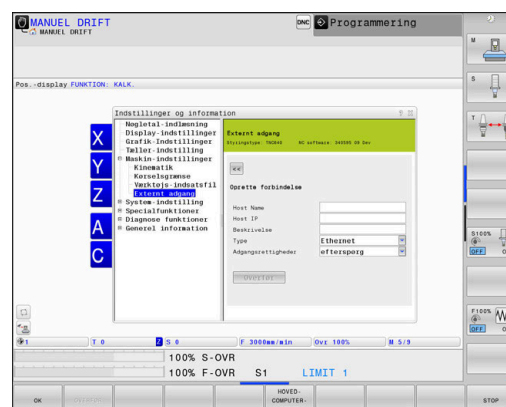 MANUEL DRIFT
MANUEL DRIFT
DNC
Programmering
Pos.-display FUNKTION: KALK.
Indstillinger og information
Nøgletal-indlæsning
Display-indstillinger
Grafik-Indstillinger
Tæller-indstilling
Maskin-indstillinger
Kinematik
Kørselsgrænse
Værktøjs-indsatsfil
Externt adgang
System-indstilling
Specialfunktioner
Diagnose funktioner
Generel information
Externt adgang
<<
Oprette forbindelse
Host Name
Host IP
Beskrivelse
Type
Ethernet
Adgangsrettigheder
efterspørg
Overfør
X
Y
Z
A
C
M
S
T
S100%
OFF
F100%
OFF
1
T 0
Z S 0
F 3000mm/min
Ovr 100%
M 5/9
100% S-OVR
100% F-OVR
S1
LIMIT 1
OK
HOVED-
COMPUTER-
STOP